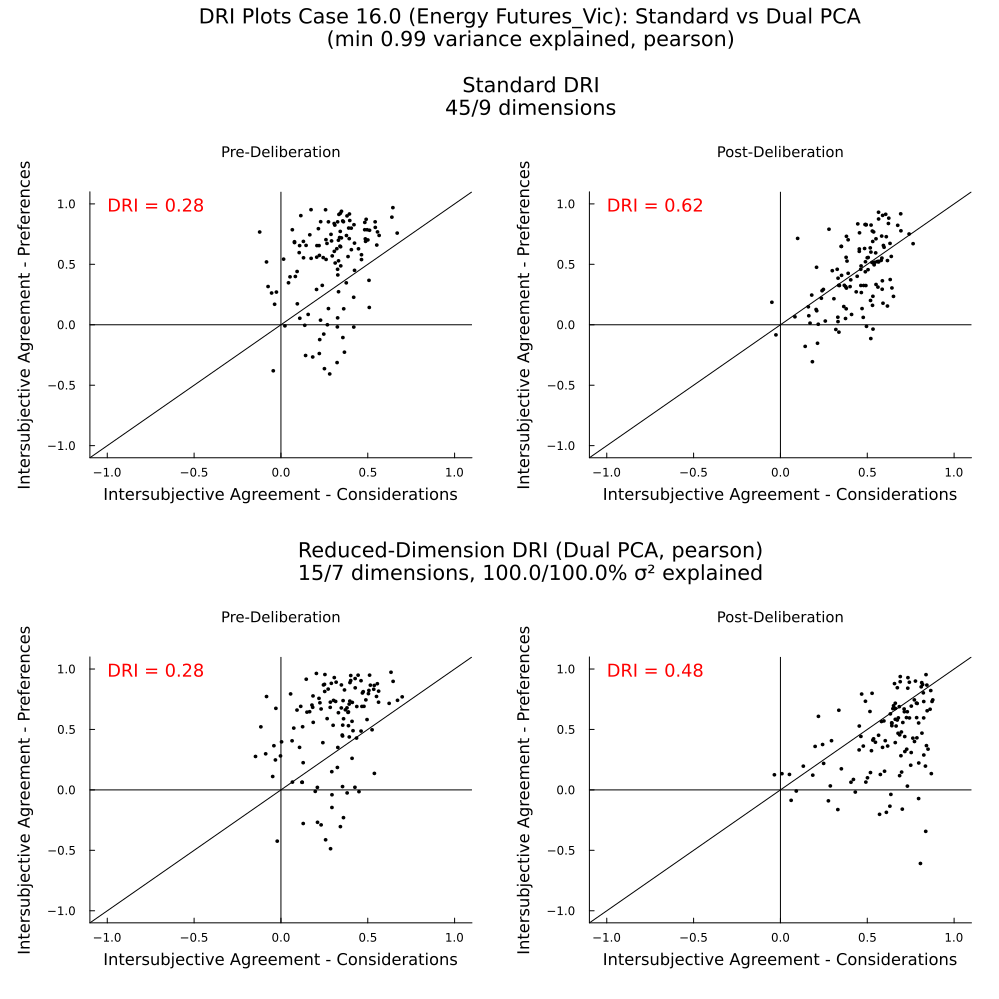 DRI Plots Case 16.0 (Energy Futures_Vic): Standard vs Dual PCA
(min 0.99 variance explained, pearson)
Standard DRI
45/9 dimensions
Pre-Deliberation
DRI = 0.28
Intersubjective Agreement - Preferences
1.0
0.5
0.0
−0.5
−1.0
−1.0 −0.5 0.0 0.5 1.0
Intersubjective Agreement - Considerations
Post-Deliberation
DRI = 0.62
Intersubjective Agreement - Preferences
1.0
0.5
0.0
−0.5
−1.0
−1.0 −0.5 0.0 0.5 1.0
Intersubjective Agreement - Considerations
Reduced-Dimension DRI (Dual PCA, pearson)
15/7 dimensions, 100.0/100.0% σ² explained
Pre-Deliberation
DRI = 0.28
Intersubjective Agreement - Preferences
1.0
0.5
0.0
−0.5
−1.0
−1.0 −0.5 0.0 0.5 1.0
Intersubjective Agreement - Considerations
Post-Deliberation
DRI = 0.48
Intersubjective Agreement - Preferences
1.0
0.5
0.0
−0.5
−1.0
−1.0 −0.5 0.0 0.5 1.0
Intersubjective Agreement - Considerations